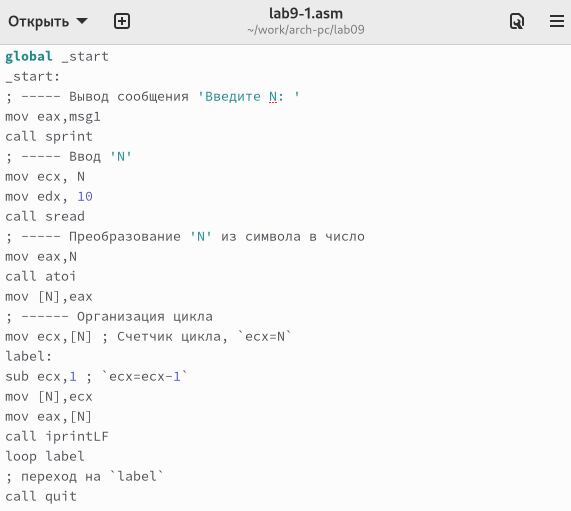 Открыть
lab9-1.asm
~/work/arch-pc/lab09
global _start
_start:
; ----- Вывод сообщения 'Введите N: '
mov eax,msg1
call sprint
; ----- Ввод 'N'
mov ecx, N
mov edx, 10
call sread
; ----- Преобразование 'N' из символа в число
mov eax,N
call atoi
mov [N],eax
; ------ Организация цикла
mov ecx,[N] ; Счетчик цикла, `ecx=N`
label:
sub ecx,1 ; `ecx=ecx-1`
mov [N],ecx
mov eax,[N]
call iprintLF
loop label
; переход на `label`
call quit